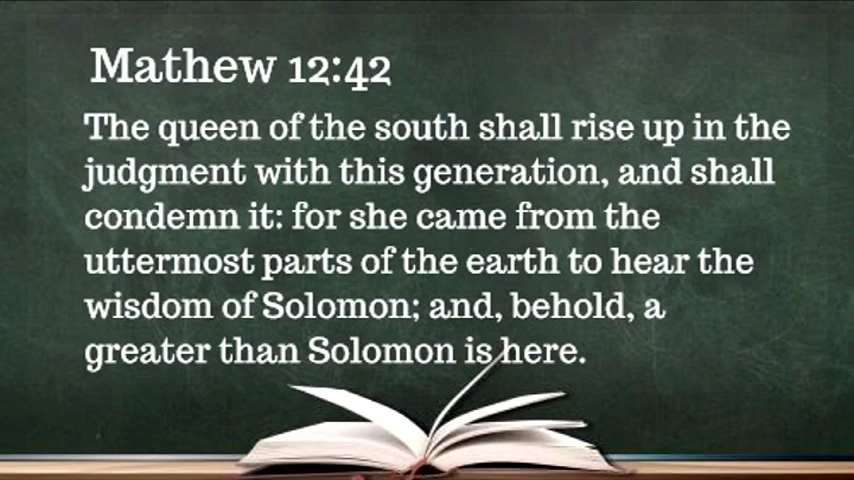 Mathew 12:42
The queen of the south shall rise up in the
judgment with this generation, and shall
condemn it: for she came from the
uttermost parts of the earth to hear the
wisdom of Solomon; and, behold, a
greater than Solomon is here.